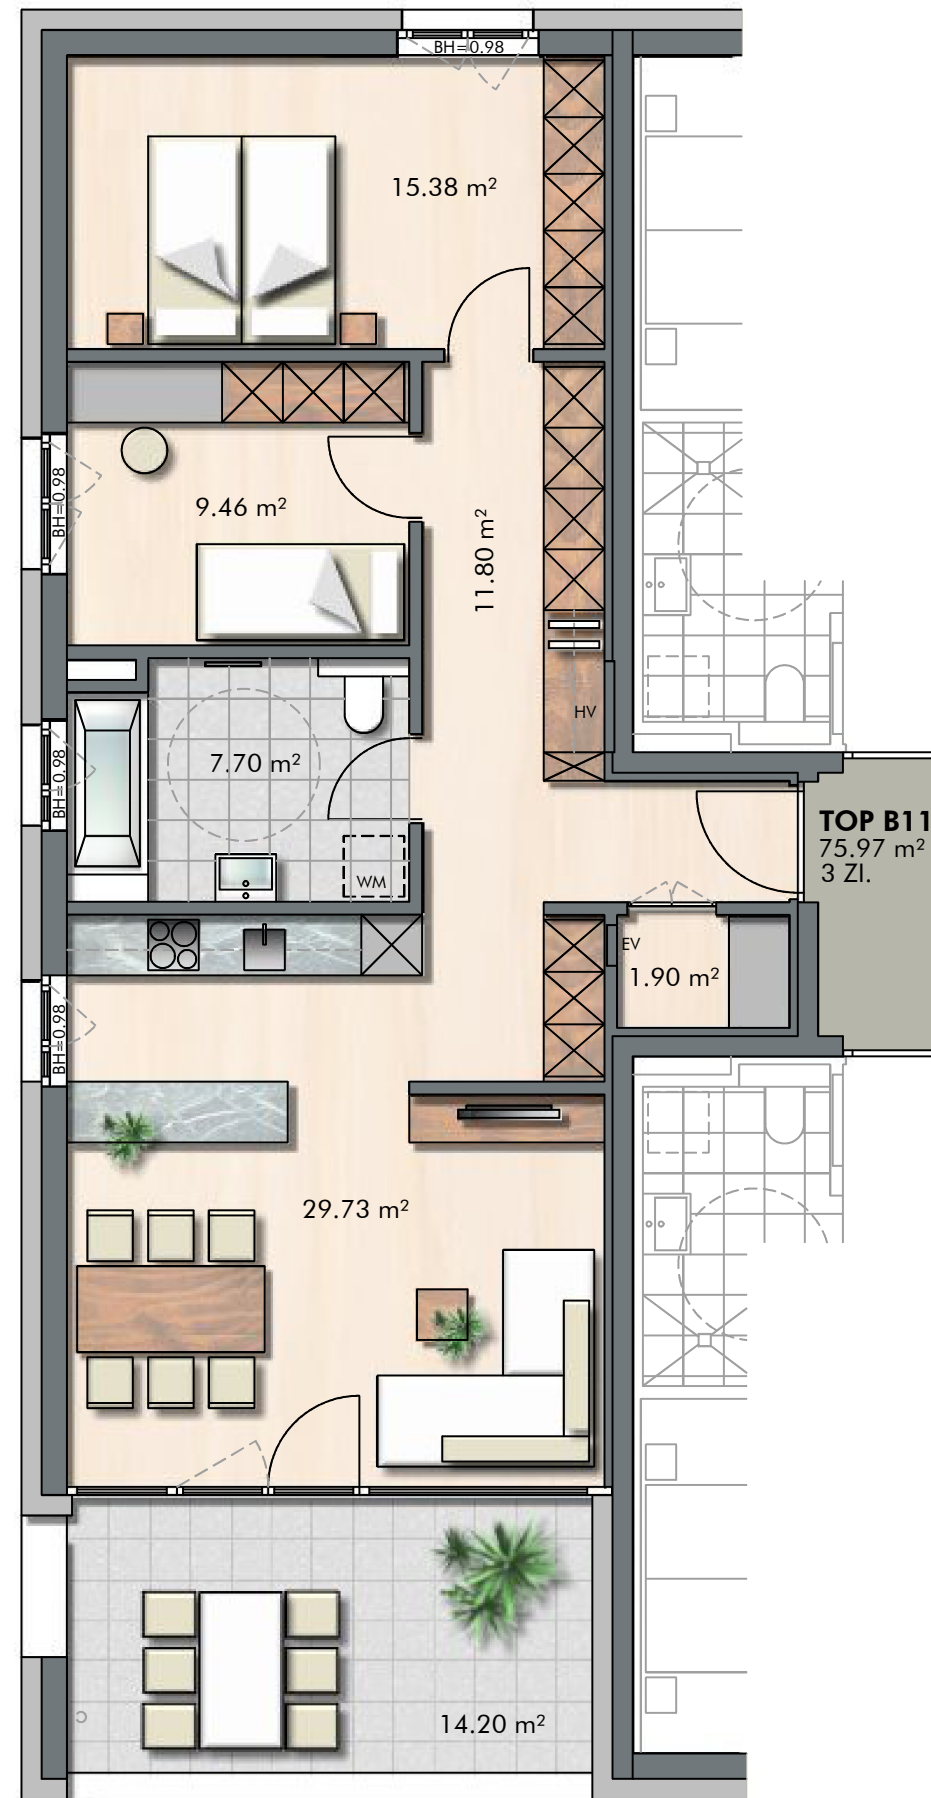 BH=0.98
15.38 m²
BH=0.98
9.46 m²
11.80 m²
HV
BH=0.98
7.70 m²
WM
TOP B11
75.97 m²
3 ZI.
EV
1.90 m²
BH=0.98
29.73 m²
14.20 m²